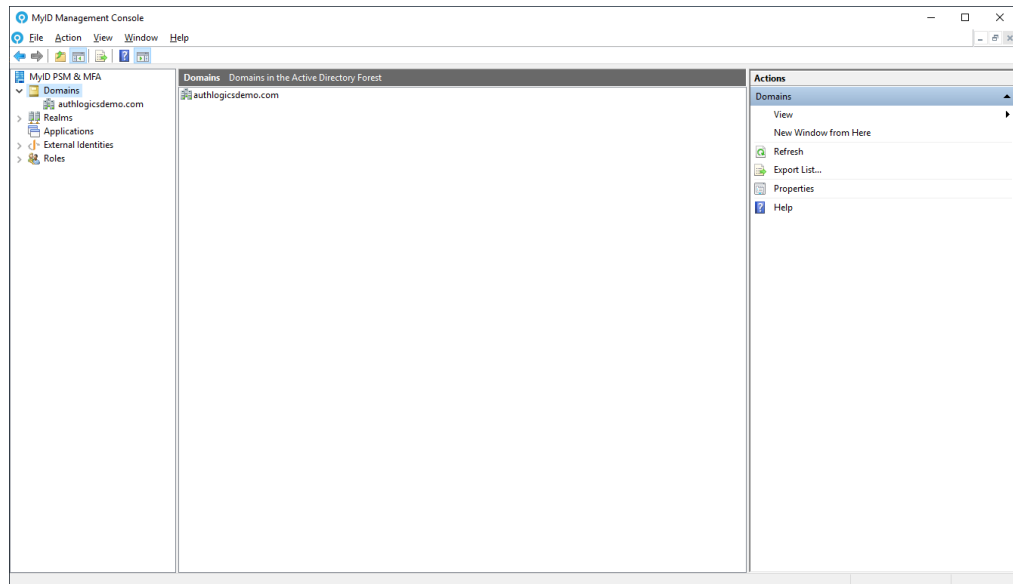 MyID Management Console
File Action View Window Help
MyID PSM & MFA
Domains
authlogicsdemo.com
Realms
Applications
External Identities
Roles
Domains Domains in the Active Directory Forest
authlogicsdemo.com
Actions
Domains
View
New Window from Here
Refresh
Export List...
Properties
Help